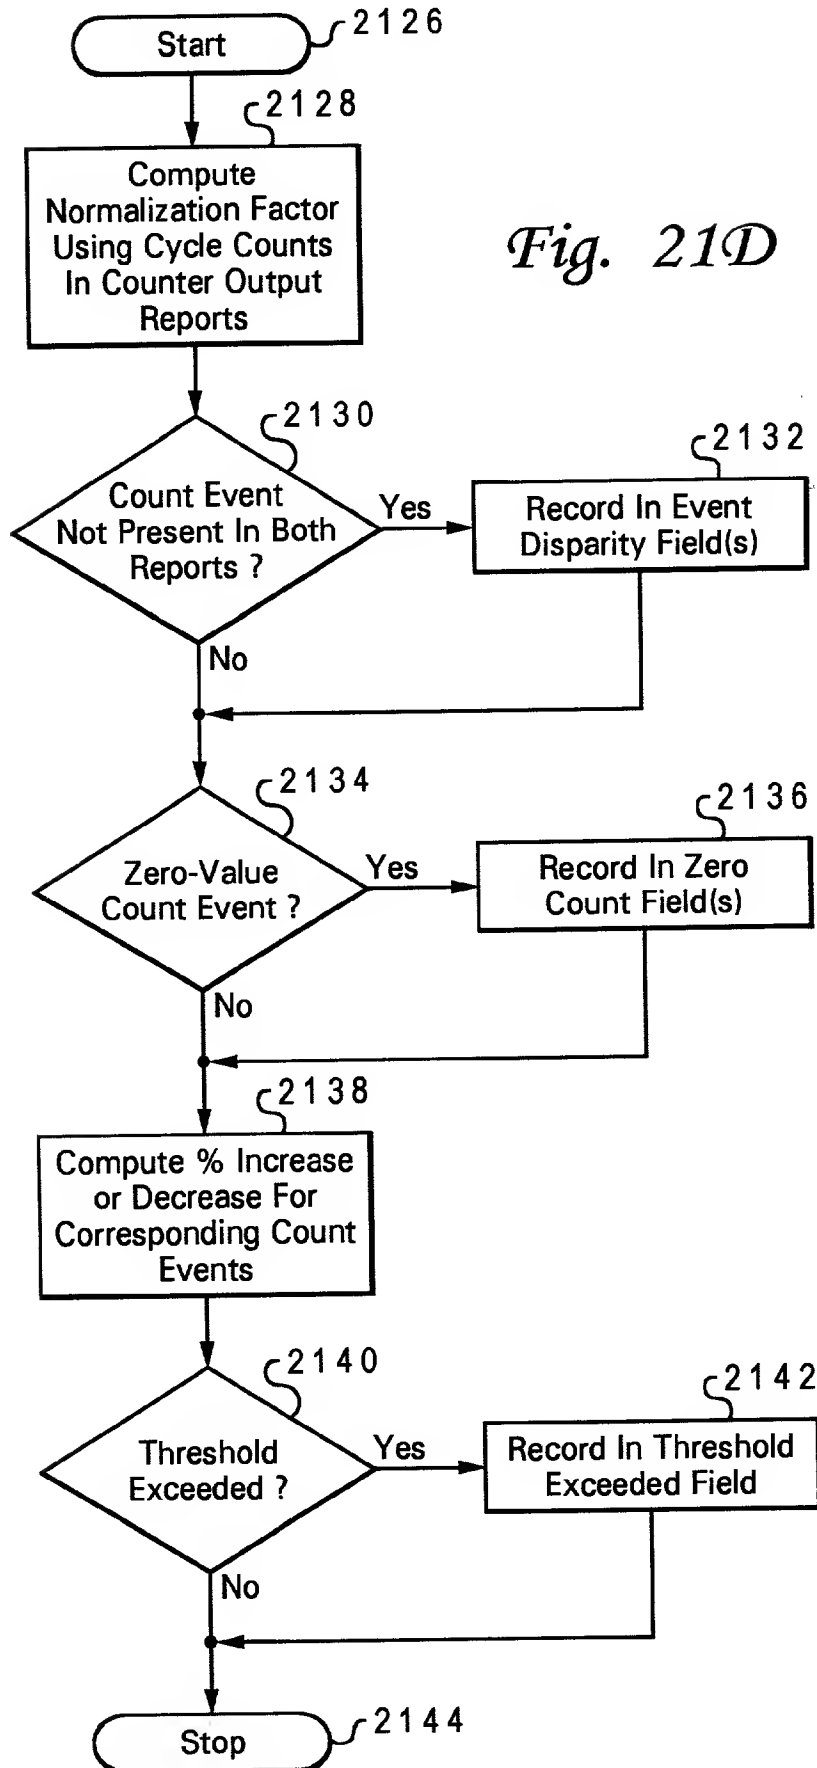 Start
2126
2128
Compute
Normalization Factor
Using Cycle Counts
In Counter Output
Reports
Fig. 21D
2130
Count Event
Not Present In Both
Reports ?
Yes
2132
Record In Event
Disparity Field(s)
No
2134
Zero-Value
Count Event ?
Yes
2136
Record In Zero
Count Field(s)
No
2138
Compute % Increase
or Decrease For
Corresponding Count
Events
2140
Threshold
Exceeded ?
Yes
2142
Record In Threshold
Exceeded Field
No
Stop
2144